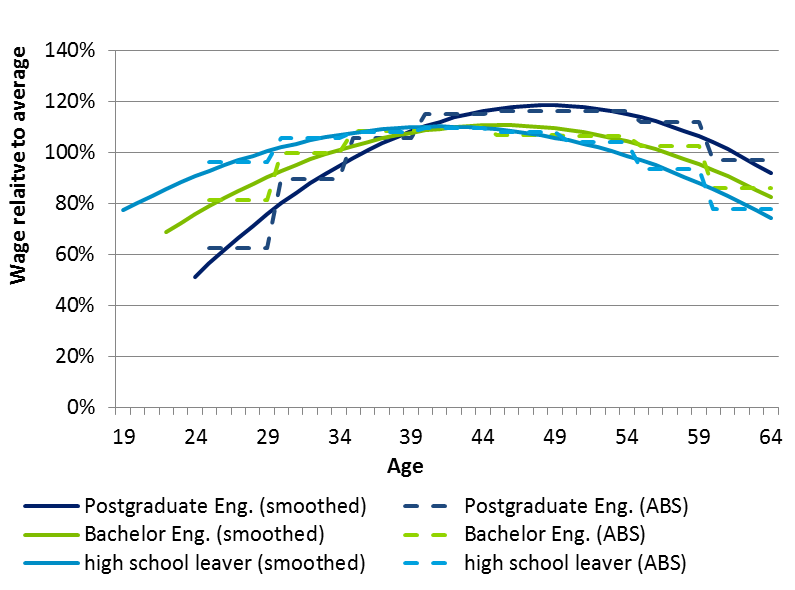 Wage relaitve to average
140%
120%
100%
80%
60%
40%
20%
0%
19 24 29 34 39 44 49 54 59 64
Age
Postgraduate Eng. (smoothed) Postgraduate Eng. (ABS)
Bachelor Eng. (smoothed) Bachelor Eng. (ABS)
high school leaver (smoothed) high school leaver (ABS)